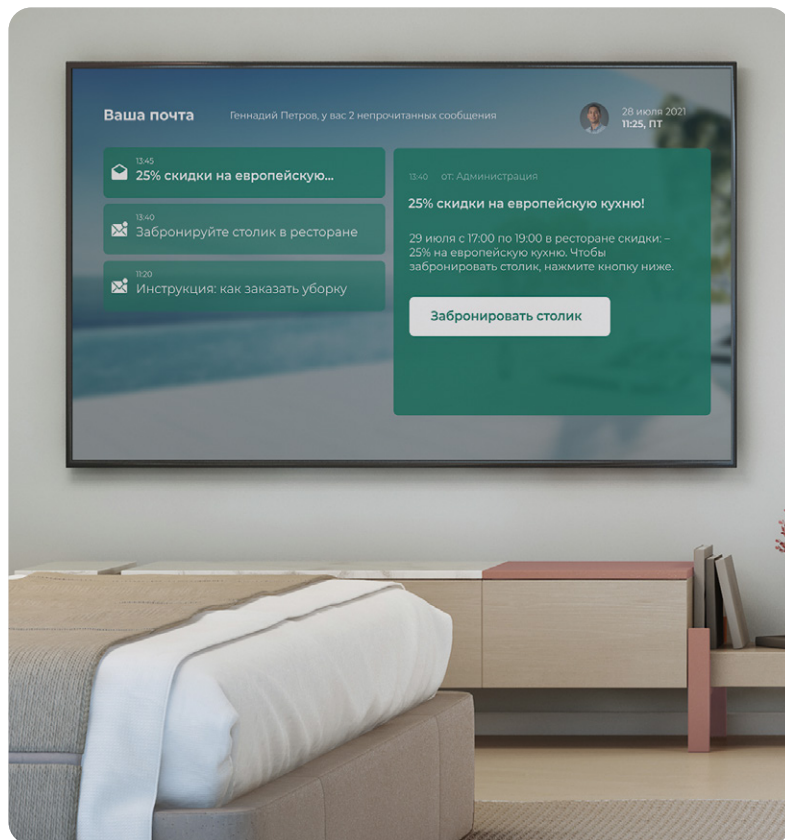 Ваша почта
Геннадий Петров, у вас 2 непрочитанных сообщения
28 июля 2021
11:25, ПТ
13:45
25% скидки на европейскую...
13:40
Забронируйте столик в ресторане
11:20
Инструкция: как заказать уборку
13:40 от: Администрация
25% скидки на европейскую кухню!
29 июля с 17:00 по 19:00 в ресторане скидки: –
25% на европейскую кухню. Чтобы
забронировать столик, нажмите кнопку ниже.
Забронировать столик